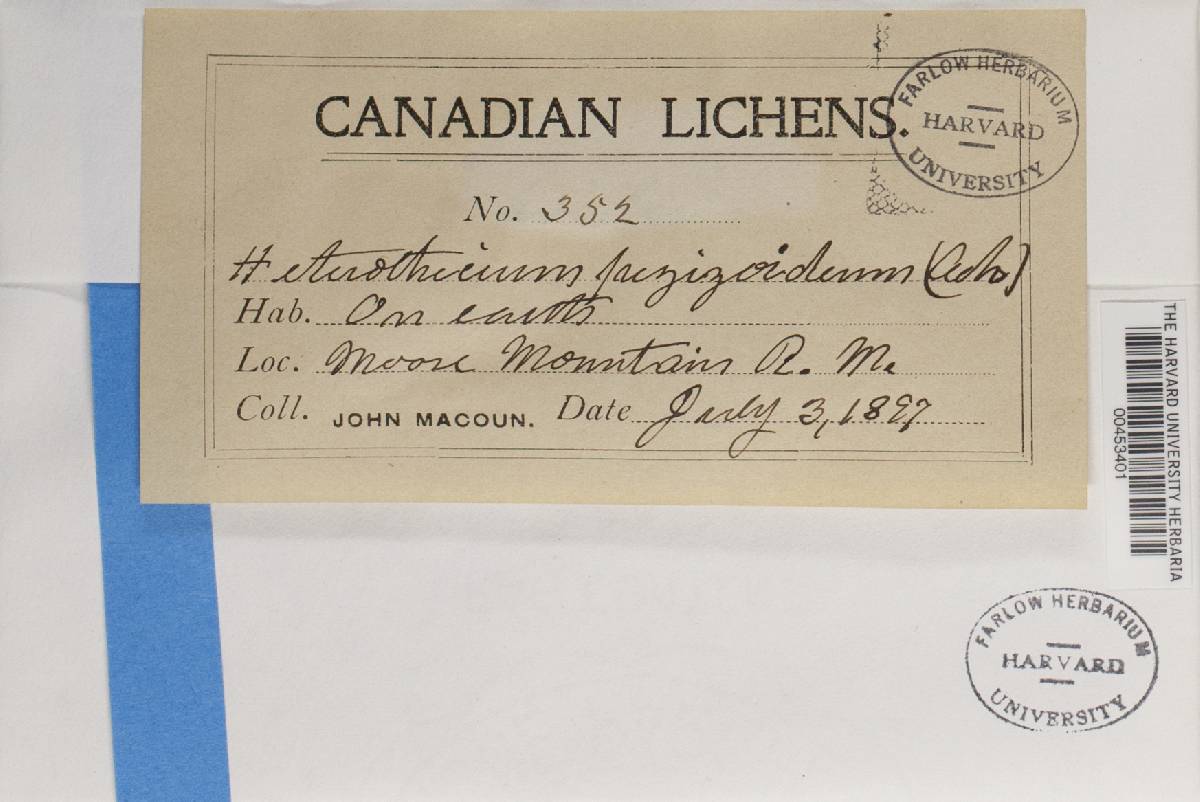 CANADIAN LICHENS.
FARLOW HERBARIUM
HARVARD
UNIVERSITY
No. 352
Heterothecium pezizoideum (Ach)
Hab. On earth
Loc. Moose Mountain R. M.
Coll. JOHN MACOUN. Date July 3, 1897
THE HARVARD UNIVERSITY HERBARIA
00453401
FARLOW HERBARIUM
HARVARD
UNIVERSITY